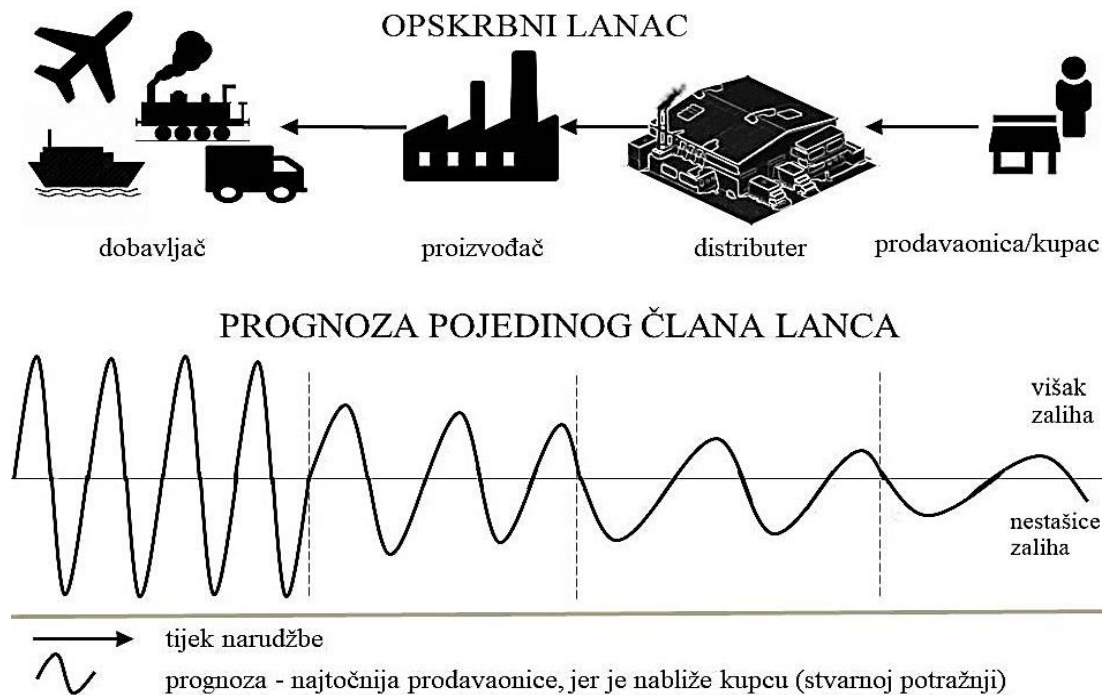 OPSKRBNI LANAC
dobavljač
proizvođač
distributer
prodavaonica/kupac
PROGNOZA POJEDINOG ČLANA LANCA
višak
zaliha
nestašice
zaliha
tijek narudžbe
prognoza - najtočnija prodavaonice, jer je nabliže kupcu (stvarnoj potražnji)